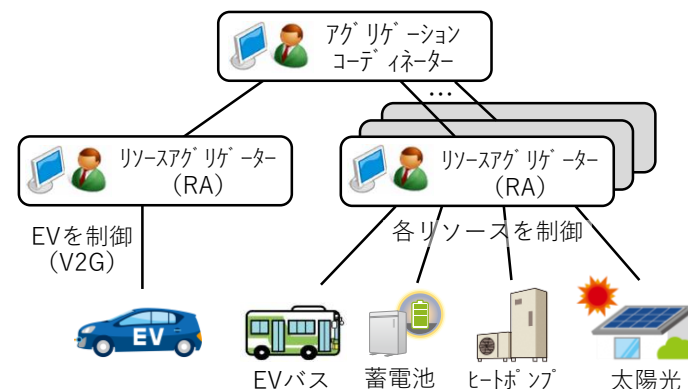 アグリゲーション
コーディネーター
…
リソースアグリゲーター
(RA)
リソースアグリゲーター
(RA)
EVを制御
(V2G)
各リソースを制御
EV
EVバス
蓄電池
ヒートポンプ
太陽光